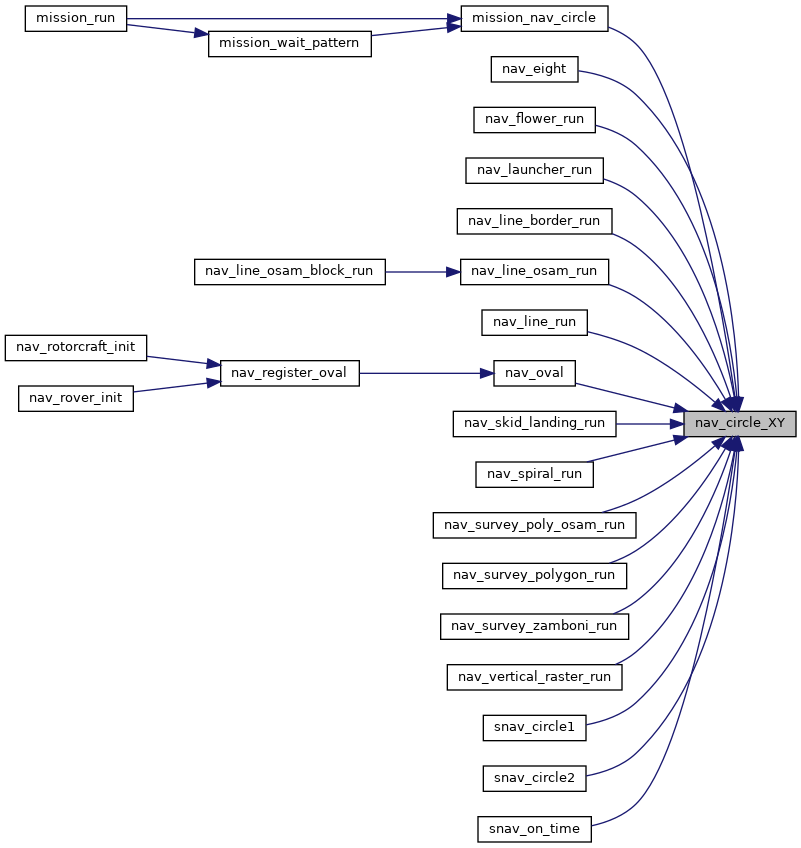 mission_run
mission_nav_circle
mission_wait_pattern
nav_eight
nav_flower_run
nav_launcher_run
nav_line_border_run
nav_line_osam_block_run
nav_line_osam_run
nav_line_run
nav_rotorcraft_init
nav_register_oval
nav_oval
nav_rover_init
nav_skid_landing_run
nav_circle_XY
nav_spiral_run
nav_survey_poly_osam_run
nav_survey_polygon_run
nav_survey_zamboni_run
nav_vertical_raster_run
snav_circle1
snav_circle2
snav_on_time